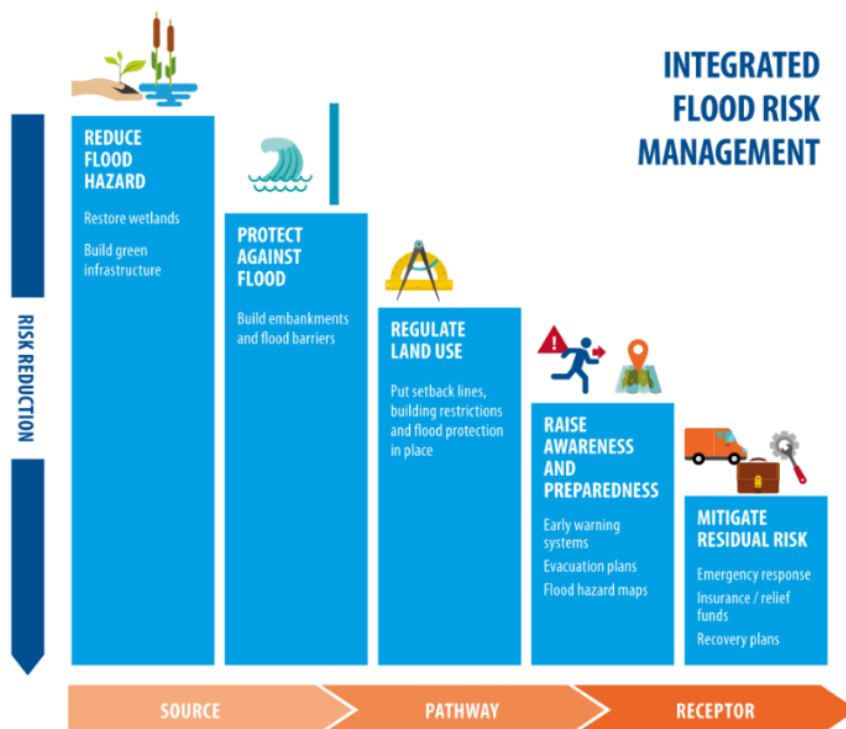 INTEGRATED
FLOOD RISK
MANAGEMENT
RISK REDUCTION
REDUCE
FLOOD
HAZARD
Restore wetlands
Build green
infrastructure
PROTECT
AGAINST
FLOOD
Build embankments
and flood barriers
REGULATE
LAND USE
Put setback lines,
building restrictions
and flood protection
in place
!
RAISE
AWARENESS
AND
PREPAREDNESS
Early warning
systems
Evacuation plans
Flood hazard maps
MITIGATE
RESIDUAL RISK
Emergency response
Insurance / relief
funds
Recovery plans
SOURCE
PATHWAY
RECEPTOR